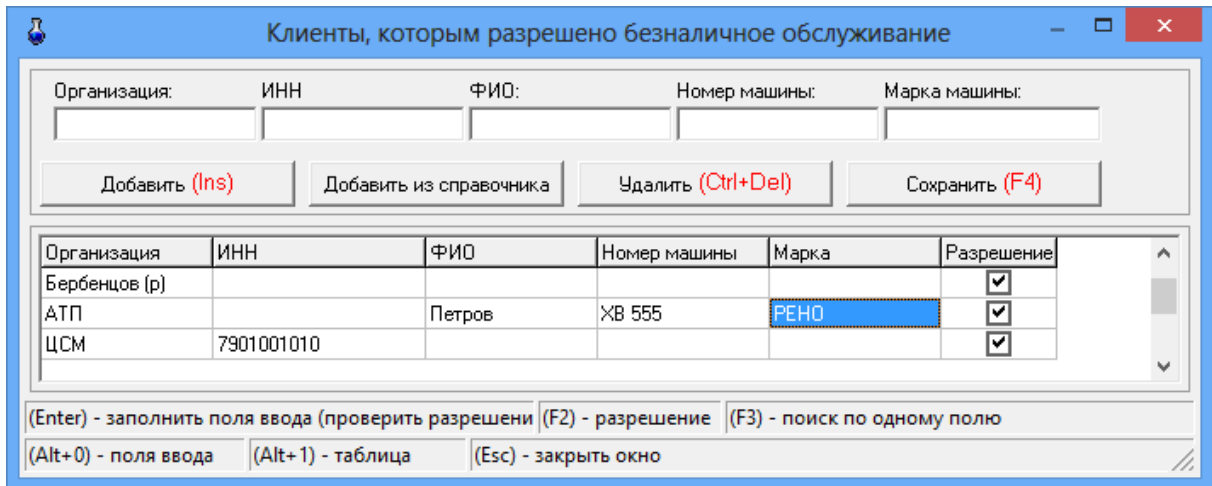 Клиенты, которым разрешено безналичное обслуживание
Организация: ИНН ФИО: Номер машины: Марка машины:
Добавить (Ins) Добавить из справочника Удалить (Ctrl+Del) Сохранить (F4)
Организация ИНН ФИО Номер машины Марка Разрешение
Бербенцов (р)
АТП Петров ХВ 555 РЕНО
ЦСМ 7901001010
(Enter) - заполнить поля ввода (проверить разрешени (F2) - разрешение (F3) - поиск по одному полю
(Alt+0) - поля ввода (Alt+1) - таблица (Esc) - закрыть окно